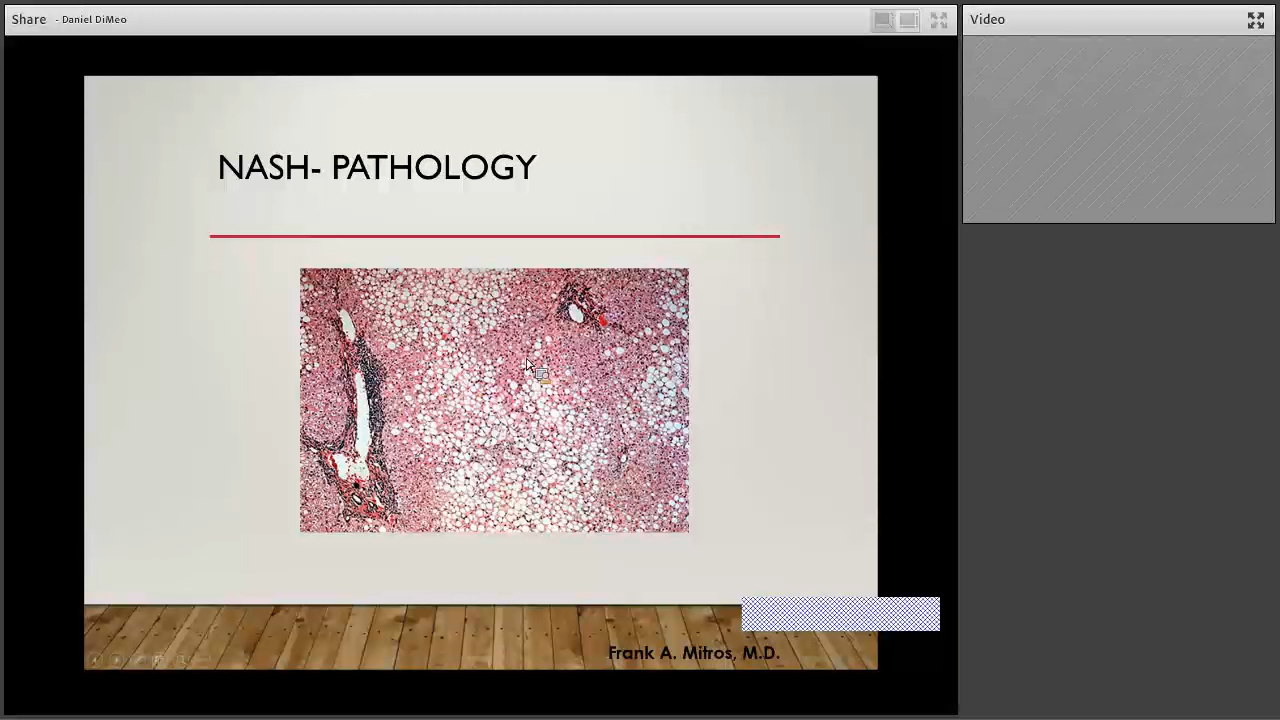 Share - Daniel DiMeo
Video
NASH- PATHOLOGY
Frank A. Mitros, M.D.